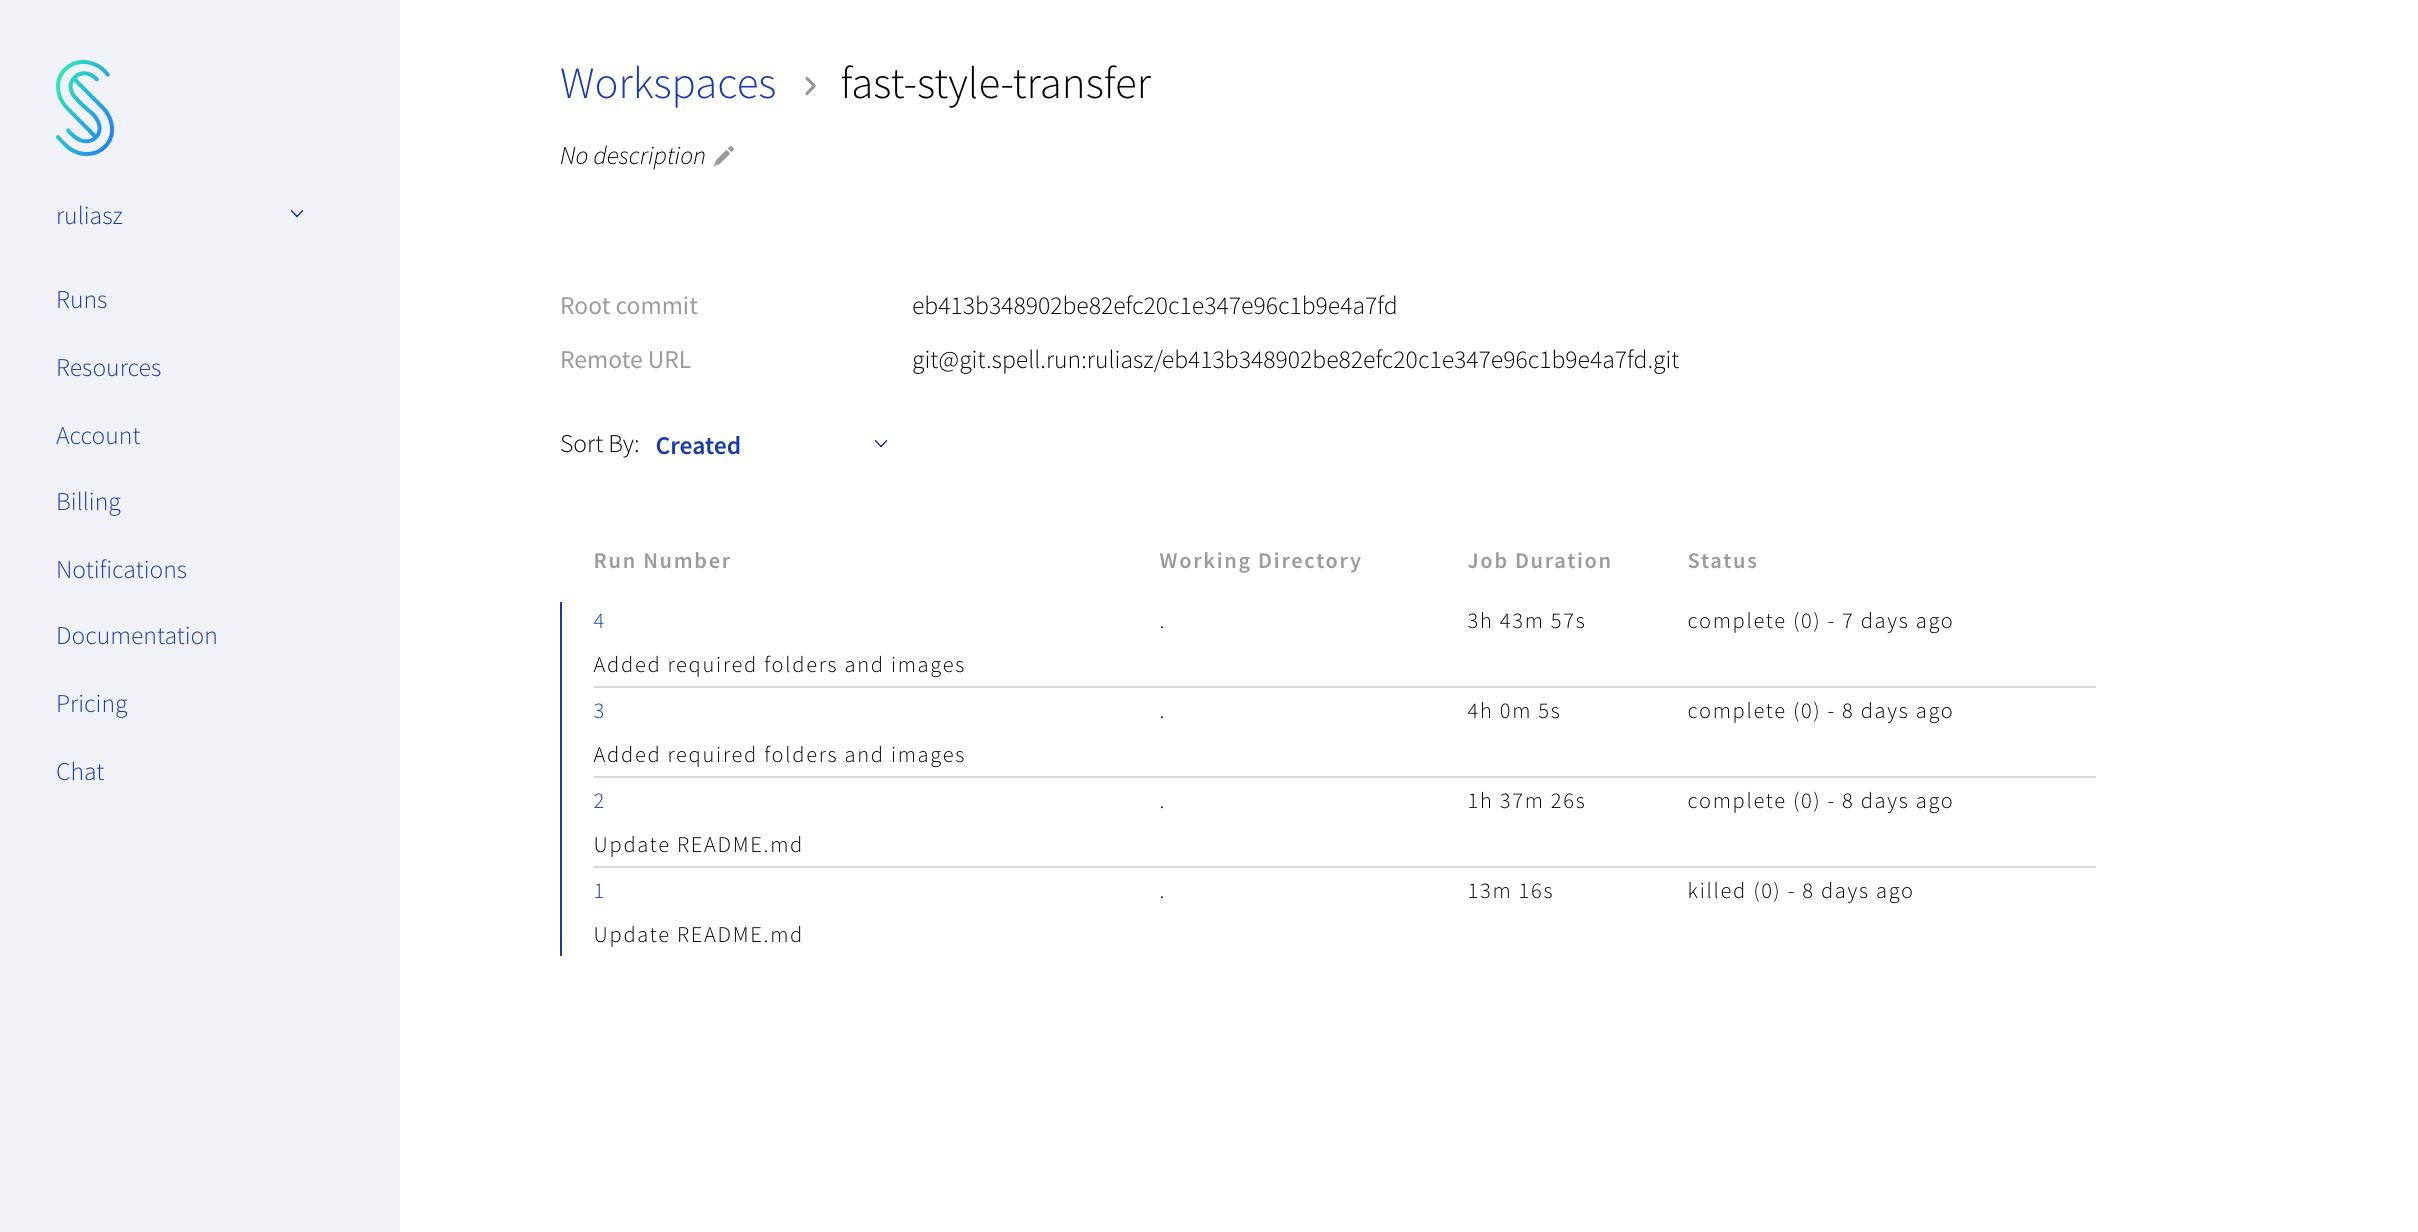 ruliasz
Runs
Resources
Account
Billing
Notifications
Documentation
Pricing
Chat
Workspaces > fast-style-transfer
No description
Root commit eb413b348902be82efc20c1e347e96c1b9e4a7fd
Remote URL git@git.spell.run:ruliasz/eb413b348902be82efc20c1e347e96c1b9e4a7fd.git
Sort By: Created
Run Number Working Directory Job Duration Status
4 . 3h 43m 57s complete (0) - 7 days ago
Added required folders and images
3 . 4h 0m 5s complete (0) - 8 days ago
Added required folders and images
2 . 1h 37m 26s complete (0) - 8 days ago
Update README.md
1 . 13m 16s killed (0) - 8 days ago
Update README.md